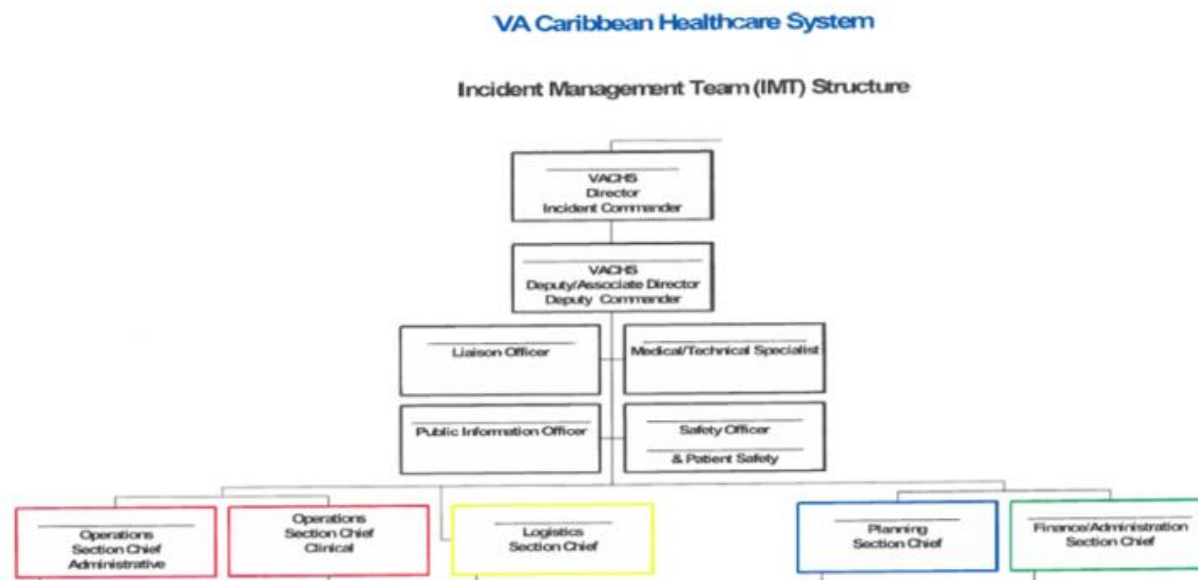 VA Caribbean Healthcare System
Incident Management Team (IMT) Structure
VACHS
Director
Incident Commander
VACHS
Deputy/Associate Director
Deputy Commander
Liaison Officer
Medical/Technical Specialist
Public Information Officer
Safety Officer
& Patient Safety
Operations
Section Chief
Administrative
Operations
Section Chief
Clinical
Logistics
Section Chief
Planning
Section Chief
Finance/Administration
Section Chief